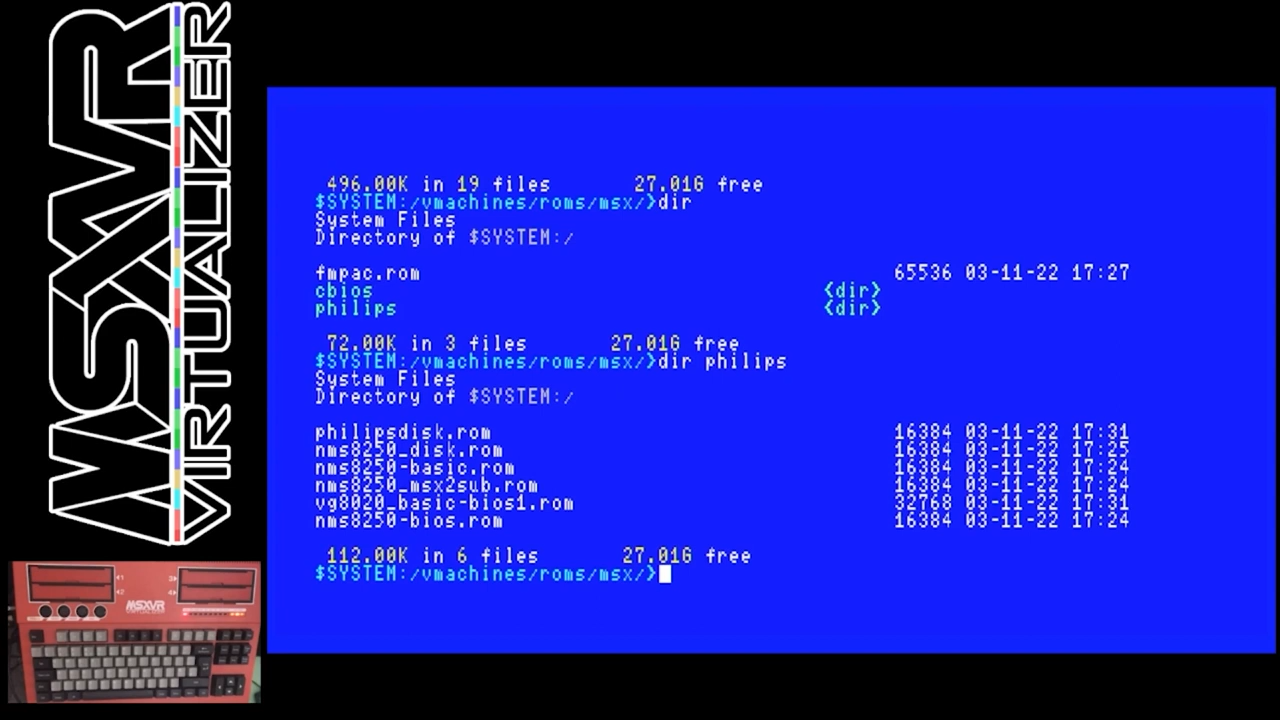 MSXVR
VIRTUALIZER
496.00K in 19 files 27.01G free
$SYSTEM:/vmachines/roms/msx/>dir
System Files
Directory of $SYSTEM:/
fmpac.rom 65536 03-11-22 17:27
cbios <dir>
philips <dir>
72.00K in 3 files 27.01G free
$SYSTEM:/vmachines/roms/msx/>dir philips
System Files
Directory of $SYSTEM:/
philipsdisk.rom 16384 03-11-22 17:31
nms8250_disk.rom 16384 03-11-22 17:25
nms8250-basic.rom 16384 03-11-22 17:24
nms8250_msx2sub.rom 16384 03-11-22 17:24
vg8020_basic-bios1.rom 32768 03-11-22 17:31
nms8250-bios.rom 16384 03-11-22 17:24
112.00K in 6 files 27.01G free
$SYSTEM:/vmachines/roms/msx/>
MSXVR